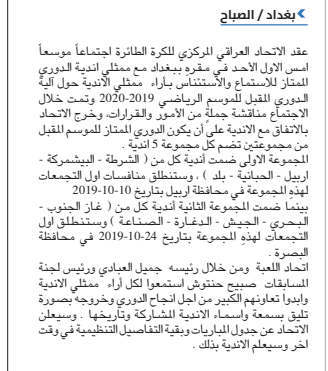 بغداد / الصباح
عقد الاتحاد العراقي المركزي للكرة الطائرة اجتماعاً موسعاً
امس الاول الاحد في مقره ببغداد مع ممثلي اندية الدوري
الممتاز للاستماع والاستئناس بآراء ممثلي الاندية حول آلية
الدوري المقبل للموسم الرياضي 2019-2020 وتمت خلال
الاجتماع مناقشة جملة من الامور والقرارات، وخرج الاتحاد
بالاتفاق مع الاندية على أن يكون الدوري الممتاز للموسم المقبل
من مجموعتين تضم كل مجموعة 5 اندية .
المجموعة الاولى ضمت أندية كل من ( الشرطة - البيشمركة -
اربيل - الحبانية - بلد ) ، وستنطلق منافسات اول التجمعات
لهذه المجموعة في محافظة اربيل بتاريخ 10-10-2019
بينما ضمت المجموعة الثانية أندية كل من ( غاز الجنوب -
البحري - الجيش - الدغارة - الصناعة ) وستنطلق اول
التجمعات لهذه المجموعة بتاريخ 24-10-2019 في محافظة
البصرة .
اتحاد اللعبة ومن خلال رئيسه جميل العبادي ورئيس لجنة
المسابقات صبيح حنتوش استمعوا لكل أراء ممثلي الاندية
وابدوا تعاونهم الكبير من اجل انجاح الدوري وخروجه بصورة
تليق بسمعة واسماء الاندية المشاركة وتأريخها . وسيعلن
الاتحاد عن جدول المباريات وبقية التفاصيل التنظيمية في وقت
اخر وسيعلم الاندية بذلك .